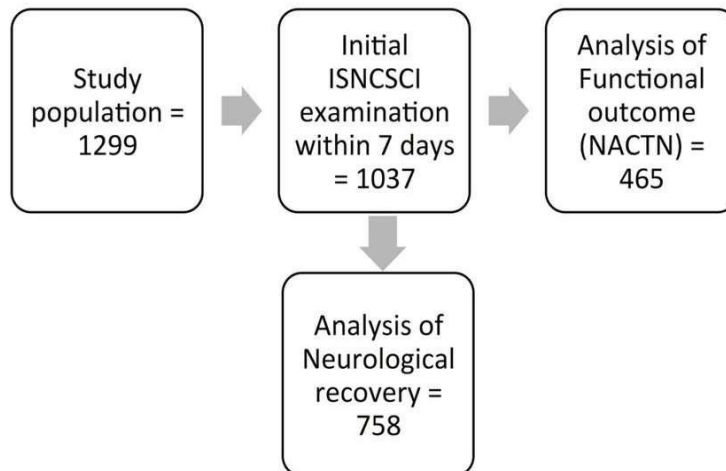 Study
population =
1299
Initial
ISNCSCI
examination
within 7 days
= 1037
Analysis of
Functional
outcome
(NACTN) =
465
Analysis of
Neurological
recovery =
758